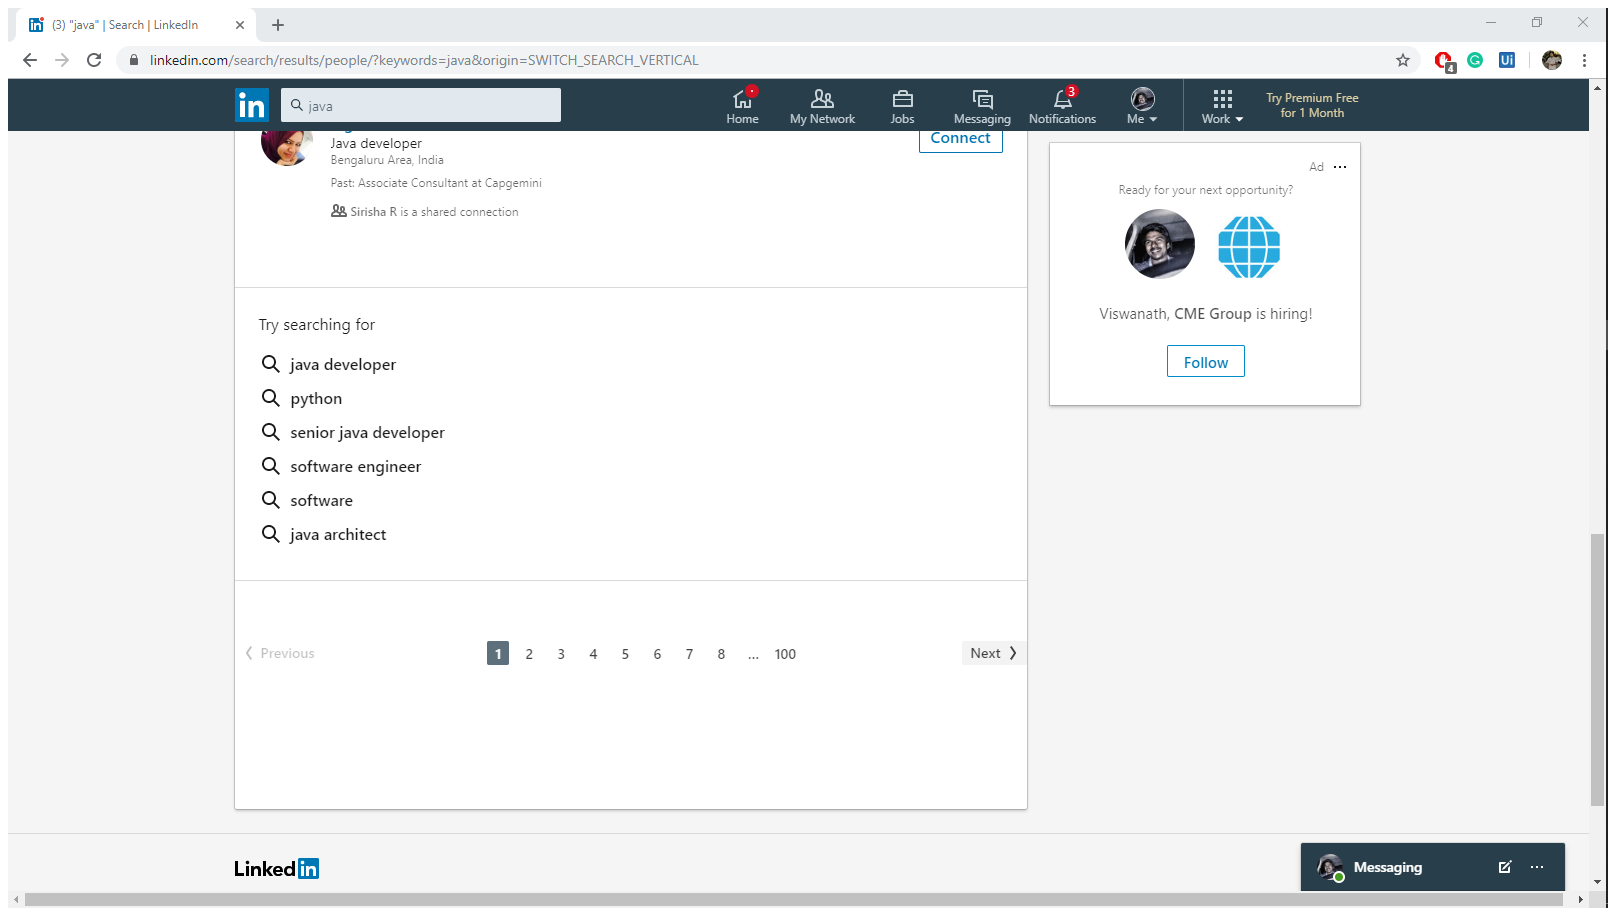 (3) "java" | Search | LinkedIn
linkedin.com/search/results/people/?keywords=java&origin=SWITCH_SEARCH_VERTICAL
4
Ui
in
java
Home
My Network
Jobs
Messaging
3
Notifications
Me
Work
Try Premium Free
for 1 Month
Java developer
Bengaluru Area, India
Past: Associate Consultant at Capgemini
Sirisha R is a shared connection
Connect
Ad
Ready for your next opportunity?
Viswanath, CME Group is hiring!
Follow
Try searching for
java developer
python
senior java developer
software engineer
software
java architect
Previous
1 2 3 4 5 6 7 8 ... 100
Next
LinkedIn
Messaging